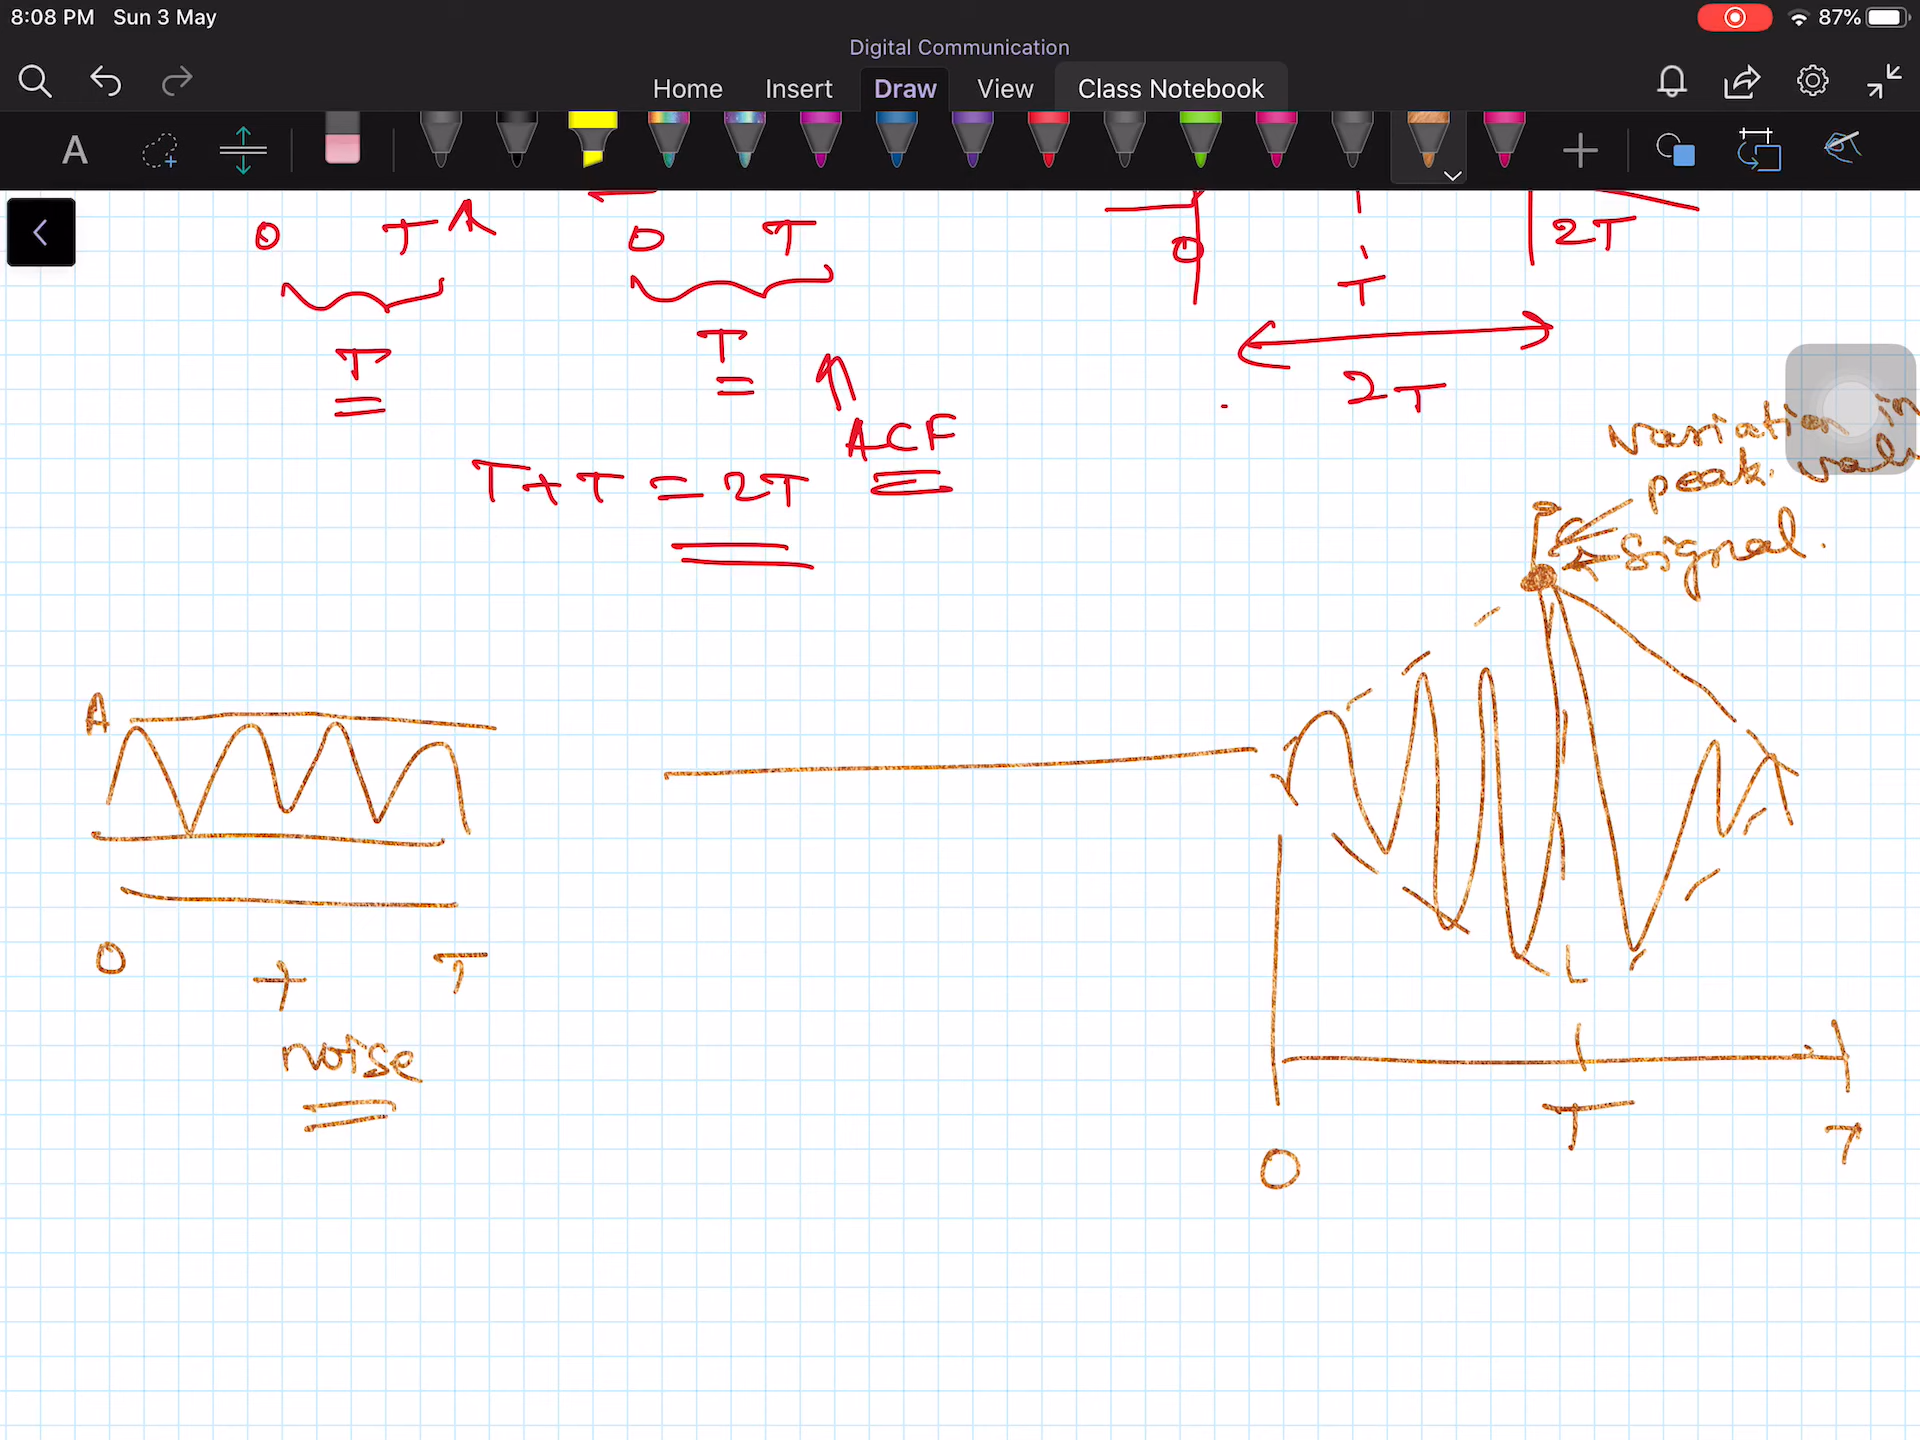 8:08 PM Sun 3 May
87%
Digital Communication
Home Insert Draw View Class Notebook
A
0 T 0 T 0 2T
T
T T
2T
ACF
T + T = 2T
Variation in
peak
signal.
A
0 + T
noise
T
T
0